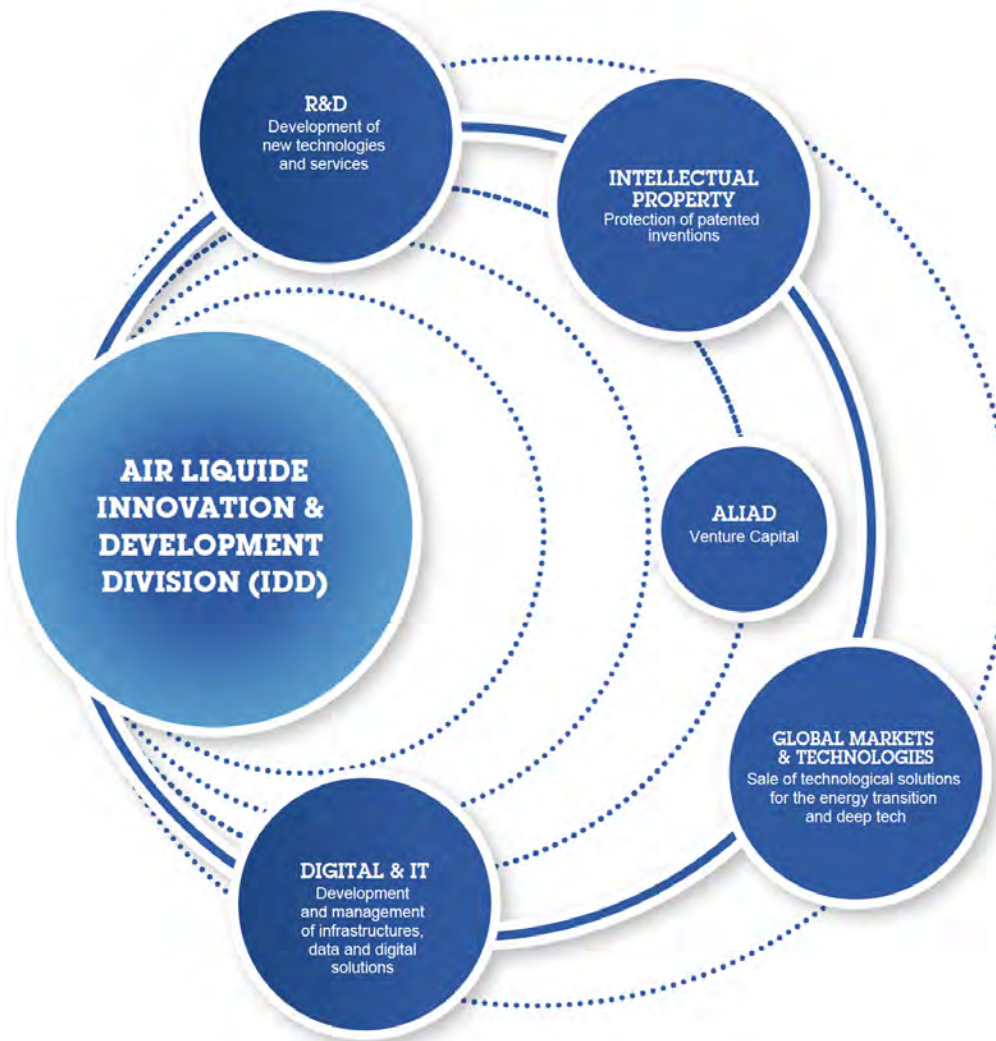 R&D
Development of
new technologies
and services
INTELLECTUAL
PROPERTY
Protection of patented
inventions
AIR LIQUIDE
INNOVATION &
DEVELOPMENT
DIVISION (IDD)
ALIAD
Venture Capital
GLOBAL MARKETS
& TECHNOLOGIES
Sale of technological solutions
for the energy transition
and deep tech
DIGITAL & IT
Development
and management
of infrastructures,
data and digital
solutions